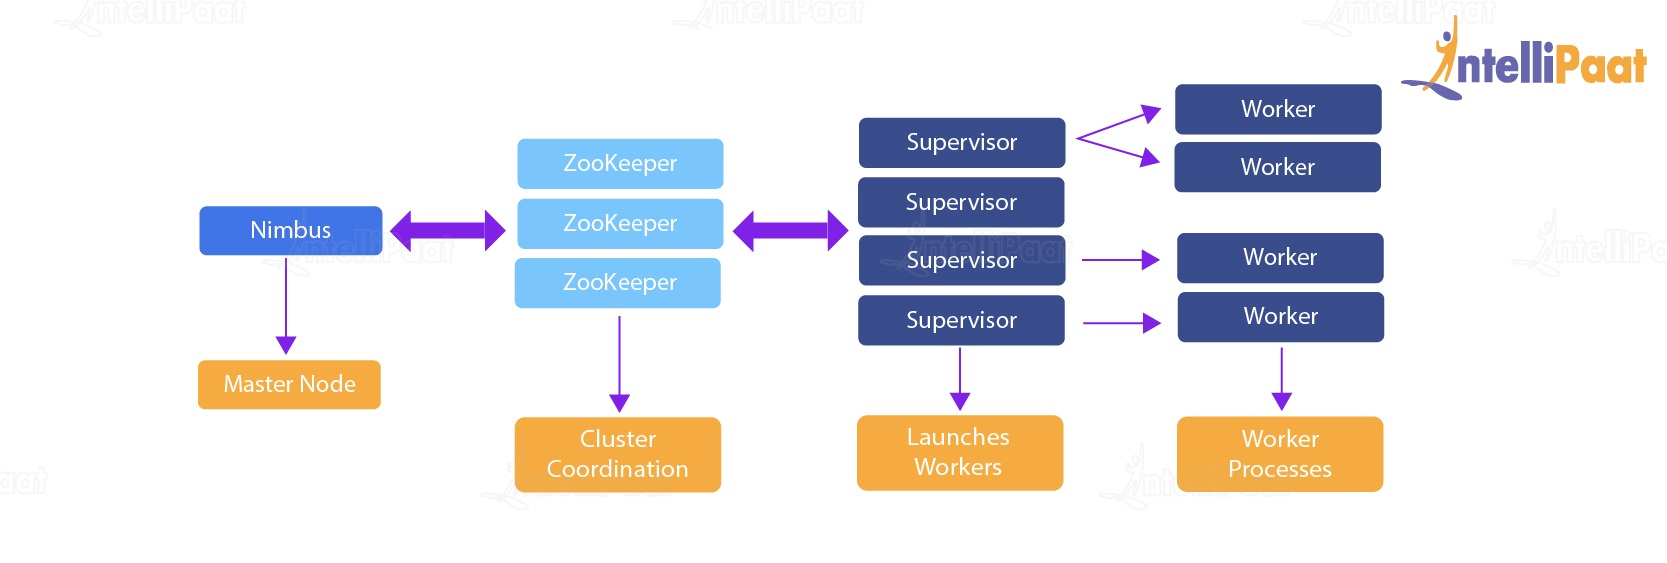 IntelliPaat
Nimbus
Master Node
ZooKeeper
ZooKeeper
ZooKeeper
Cluster
Coordination
Supervisor
Supervisor
Supervisor
Supervisor
Launches
Workers
Worker
Worker
Worker
Worker
Worker
Processes